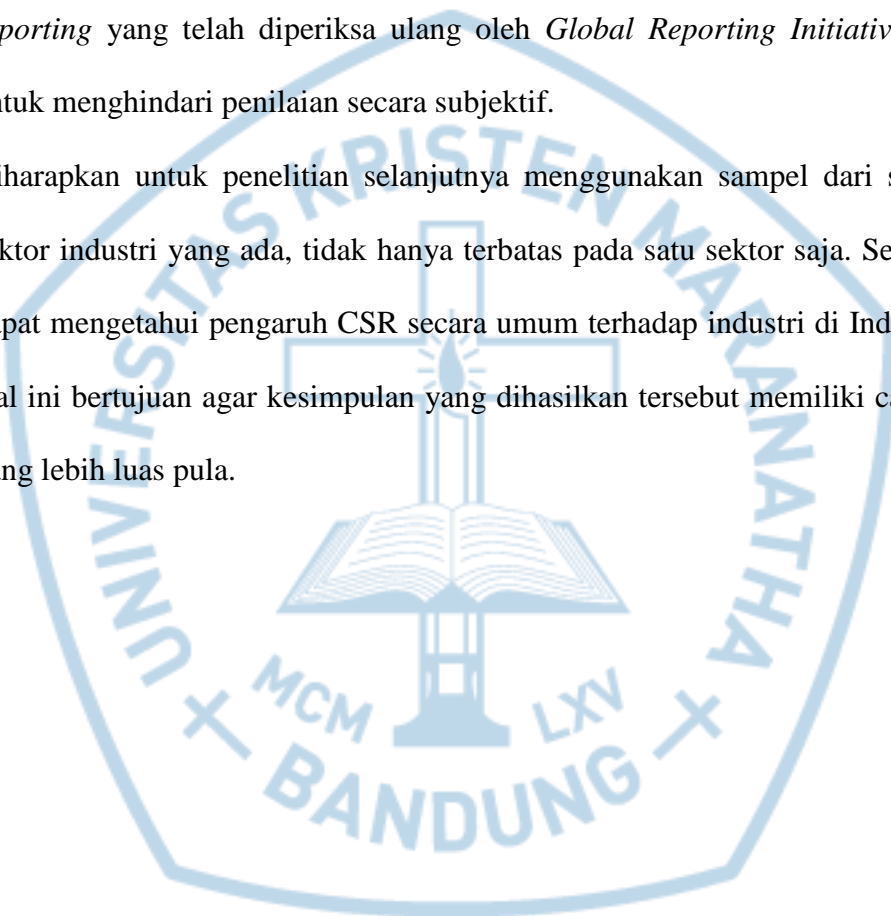 porting yang telah diperiksa ulang oleh Global Reporting Initiativ
ntuk menghindari penilaian secara subjektif.
iharapkan untuk penelitian selanjutnya menggunakan sampel dari s
ktor industri yang ada, tidak hanya terbatas pada satu sektor saja. Se
apat mengetahui pengaruh CSR secara umum terhadap industri di Ind
al ini bertujuan agar kesimpulan yang dihasilkan tersebut memiliki ca
ang lebih luas pula.
UNIVERSITAS KRISTEN MARANATHA
MCM LXV
BANDUNG